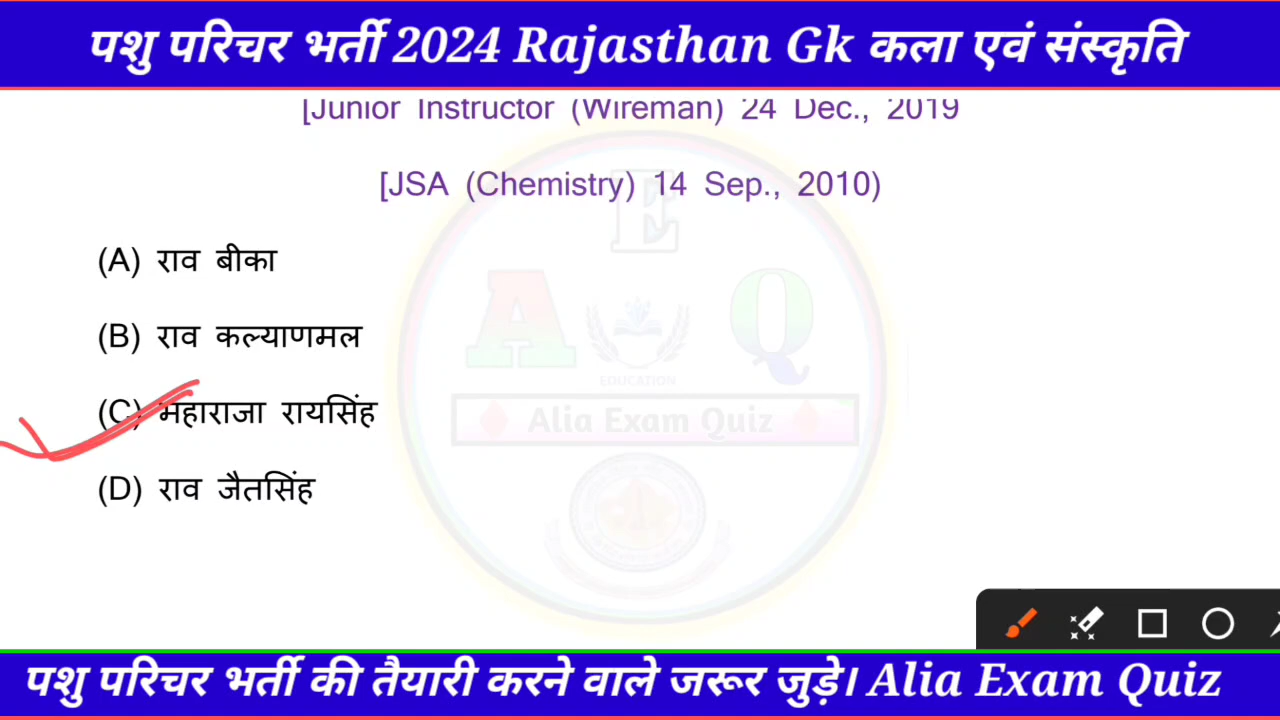 पशु परिचर भर्ती 2024 Rajasthan Gk कला एवं संस्कृति
[Junior Instructor (Wireman) 24 Dec., 2019
[JSA (Chemistry) 14 Sep., 2010)
(A) राव बीका
(B) राव कल्याणमल
(C) महाराजा रायसिंह
(D) राव जैतसिंह
E
A Q
EDUCATION
Alia Exam Quiz
पशु परिचर भर्ती की तैयारी करने वाले जरूर जुड़े। Alia Exam Quiz